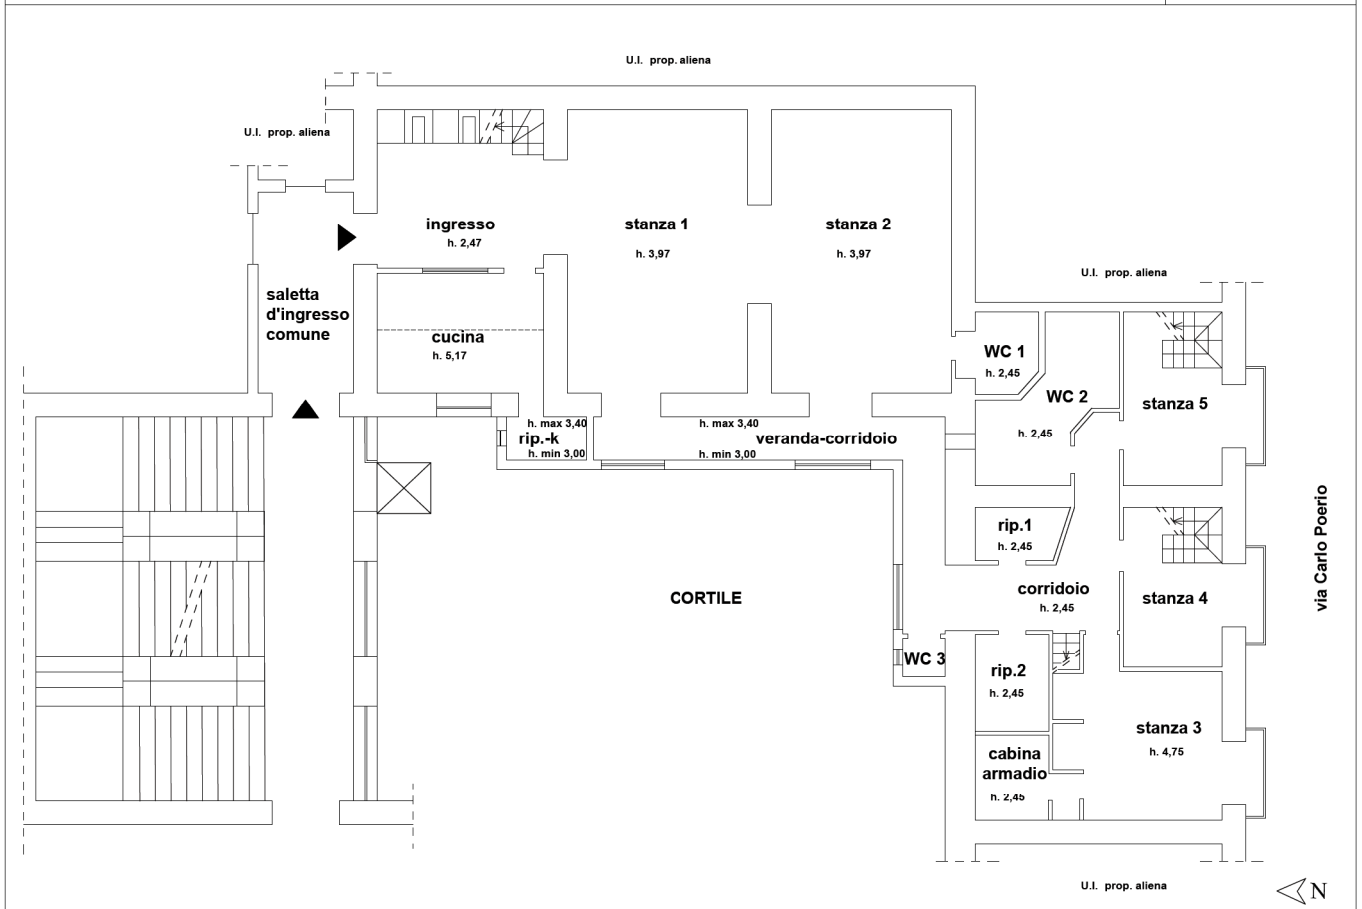 U.I. prop. aliena
U.I. prop. aliena
ingresso
h. 2,47
stanza 1
h. 3,97
stanza 2
h. 3,97
U.I. prop. aliena
saletta
d'ingresso
comune
cucina
h. 5,17
WC 1
h. 2,45
WC 2
h. 2,45
stanza 5
h. max 3,40
rip.-k
h. min 3,00
h. max 3,40
veranda-corridoio
h. min 3,00
rip.1
h. 2,45
via Carlo Poerio
CORTILE
corridoio
h. 2,45
stanza 4
WC 3
rip.2
h. 2,45
stanza 3
h. 4,75
cabina
armadio
h. 2,45
U.I. prop. aliena
N